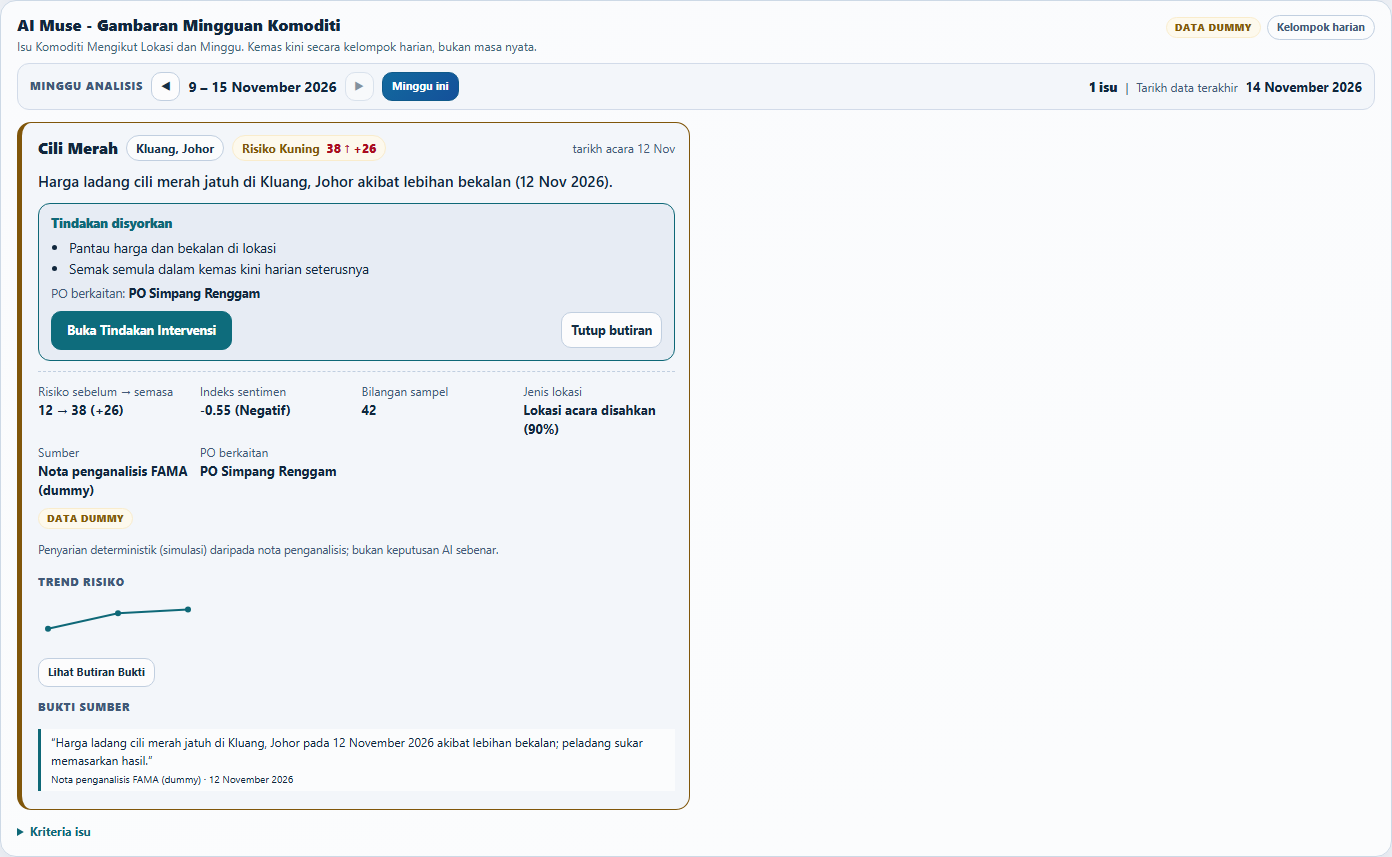 AI Muse - Gambaran Mingguan Komoditi
DATA DUMMY
Kelompok harian
Isu Komoditi Mengikut Lokasi dan Minggu. Kemas kini secara kelompok harian, bukan masa nyata.
MINGGU ANALISIS ◀ 9 – 15 November 2026 ▶ Minggu ini
1 isu | Tarikh data terakhir 14 November 2026
Cili Merah Kluang, Johor Risiko Kuning 38 ↑ +26 tarikh acara 12 Nov
Harga ladang cili merah jatuh di Kluang, Johor akibat lebihan bekalan (12 Nov 2026).
Tindakan disyorkan
• Pantau harga dan bekalan di lokasi
• Semak semula dalam kemas kini harian seterusnya
PO berkaitan: PO Simpang Renggam
Buka Tindakan Intervensi
Tutup butiran
Risiko sebelum → semasa
12 → 38 (+26)
Indeks sentimen
-0.55 (Negatif)
Bilangan sampel
42
Jenis lokasi
Lokasi acara disahkan
(90%)
Sumber
Nota penganalisis FAMA
(dummy)
PO berkaitan
PO Simpang Renggam
DATA DUMMY
Penyarian deterministik (simulasi) daripada nota penganalisis; bukan keputusan AI sebenar.
TREND RISIKO
Lihat Butiran Bukti
BUKTI SUMBER
“Harga ladang cili merah jatuh di Kluang, Johor pada 12 November 2026 akibat lebihan bekalan; peladang sukar
memasarkan hasil.”
Nota penganalisis FAMA (dummy) · 12 November 2026
▶ Kriteria isu